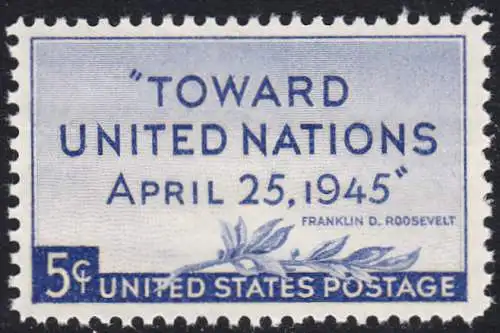 "TOWARD
UNITED NATIONS
APRIL 25, 1945"
FRANKLIN D. ROOSEVELT
5¢ UNITED STATES POSTAGE